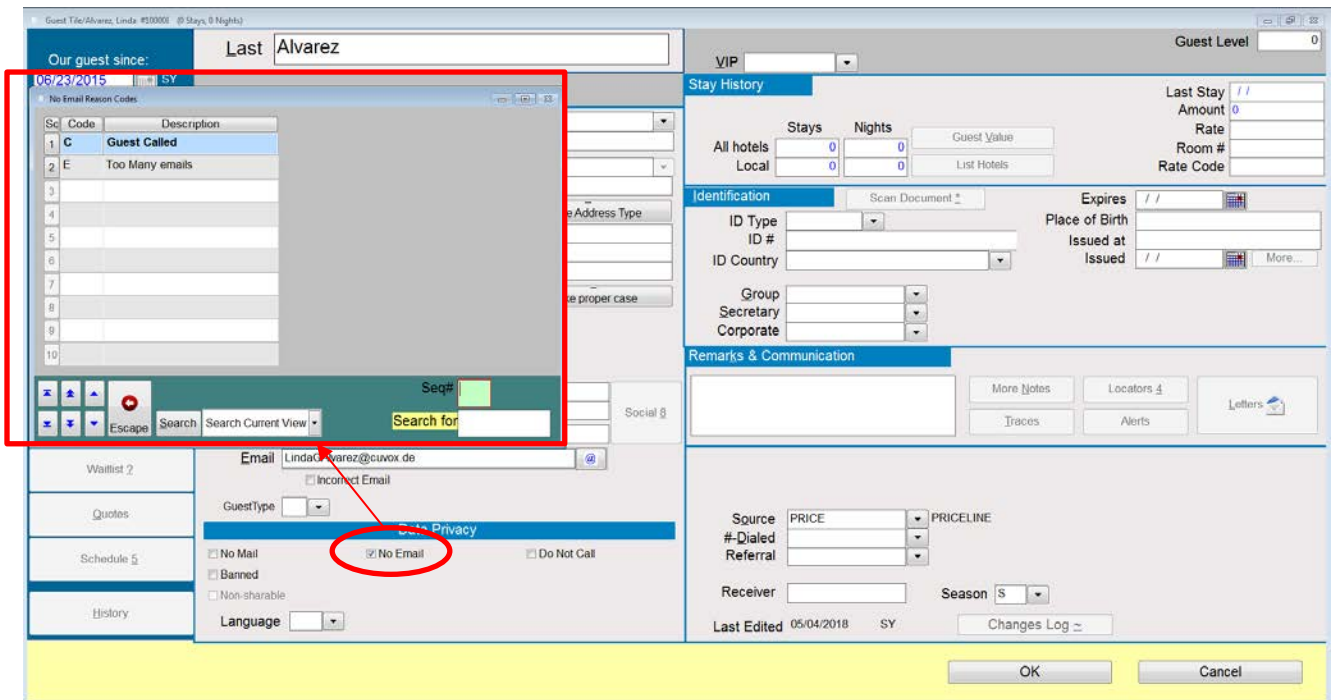 Guest Tile/Alvarez, Linda #100001 (0 Stays, 0 Nights)
Our guest since:
06/23/2015 SY
Last Alvarez
VIP
Guest Level 0
No Email Reason Codes
Sc Code Description
1 C Guest Called
2 E Too Many emails
3
4
5
6
7
8
9
10
Seq#
Escape
Search
Search Current View
Search for
e Address Type
ke proper case
Social 8
Stay History
Stays Nights
All hotels 0 0
Local 0 0
Guest Value
List Hotels
Last Stay / /
Amount 0
Rate
Room #
Rate Code
Identification
Scan Document *
ID Type
ID #
ID Country
Expires / /
Place of Birth
Issued at
Issued / /
More...
Group
Secretary
Corporate
Remarks & Communication
More Notes
Locators 4
Traces
Alerts
Letters
Waitlist ?
Quotes
Schedule 5
History
Email
@
Incorrect Email
GuestType
Data Privacy
No Mail
No Email
Do Not Call
Banned
Non-sharable
Language
Source PRICE PRICELINE
#-Dialed
Referral
Receiver
Season S
Last Edited 05/04/2018 SY
Changes Log ~
OK
Cancel